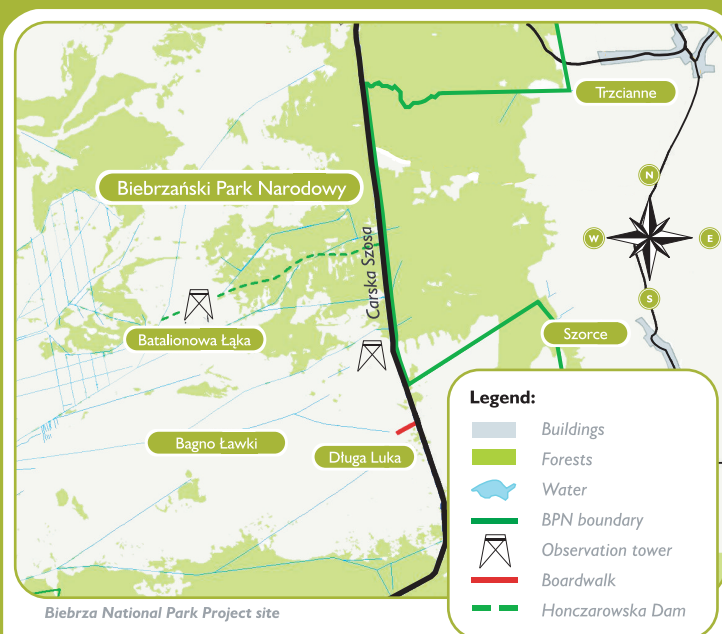 Trzcianne
Biebrzański Park Narodowy
N
W
E
S
Carska Szosa
Batalionowa Łąka
Szorce
Bagno Ławki
Długa Luka
Legend:
Buildings
Forests
Water
BPN boundary
Observation tower
Boardwalk
Honczarowska Dam
Biebrza National Park Project site